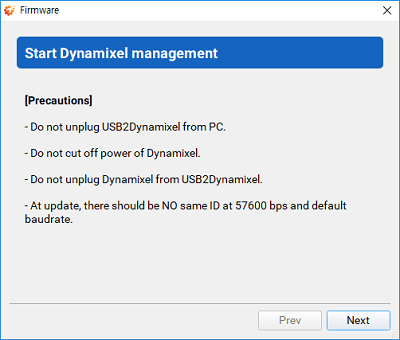 Firmware
Start Dynamixel management
[Precautions]
- Do not unplug USB2Dynamixel from PC.
- Do not cut off power of Dynamixel.
- Do not unplug Dynamixel from USB2Dynamixel.
- At update, there should be NO same ID at 57600 bps and default
baudrate.
Prev
Next